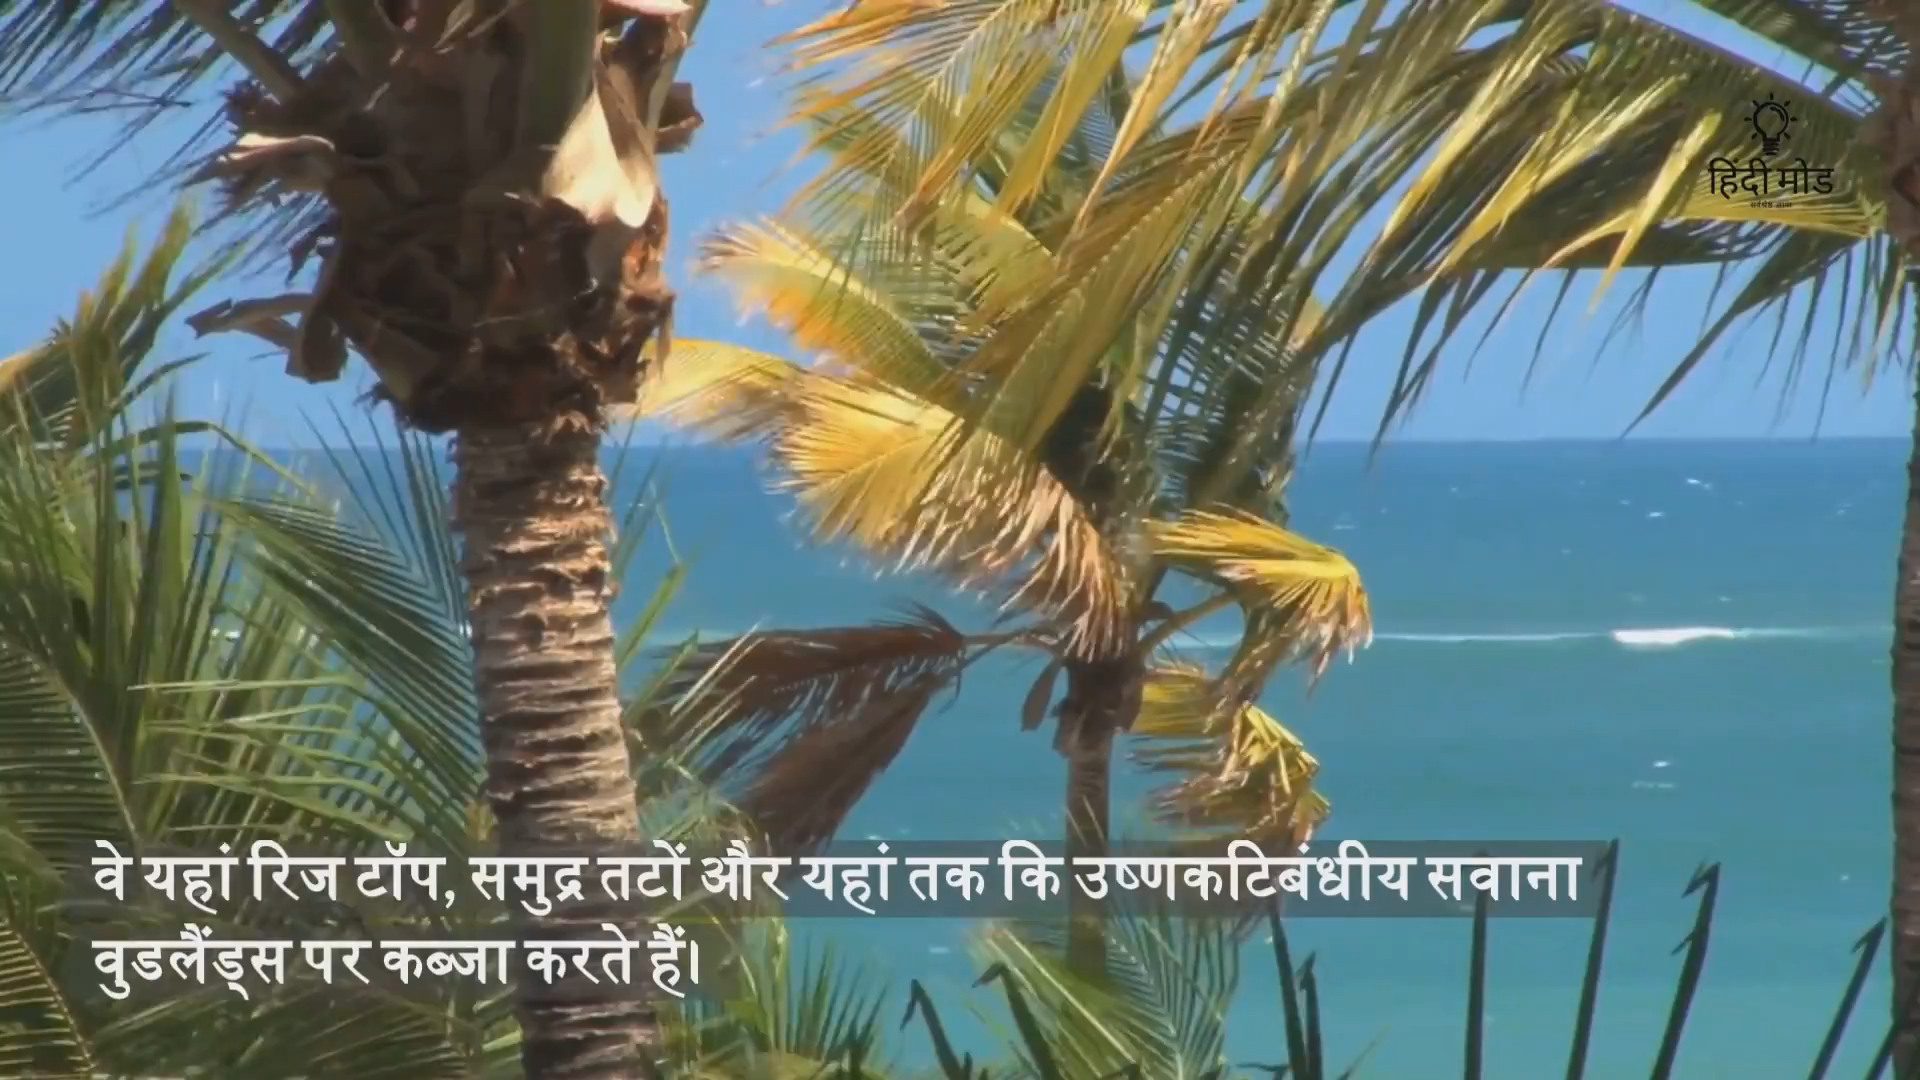 हिंदी मोड
वे यहां रिज टॉप, समुद्र तटों और यहां तक कि उष्णकटिबंधीय सवाना
वुडलैंड्स पर कब्जा करते हैं।